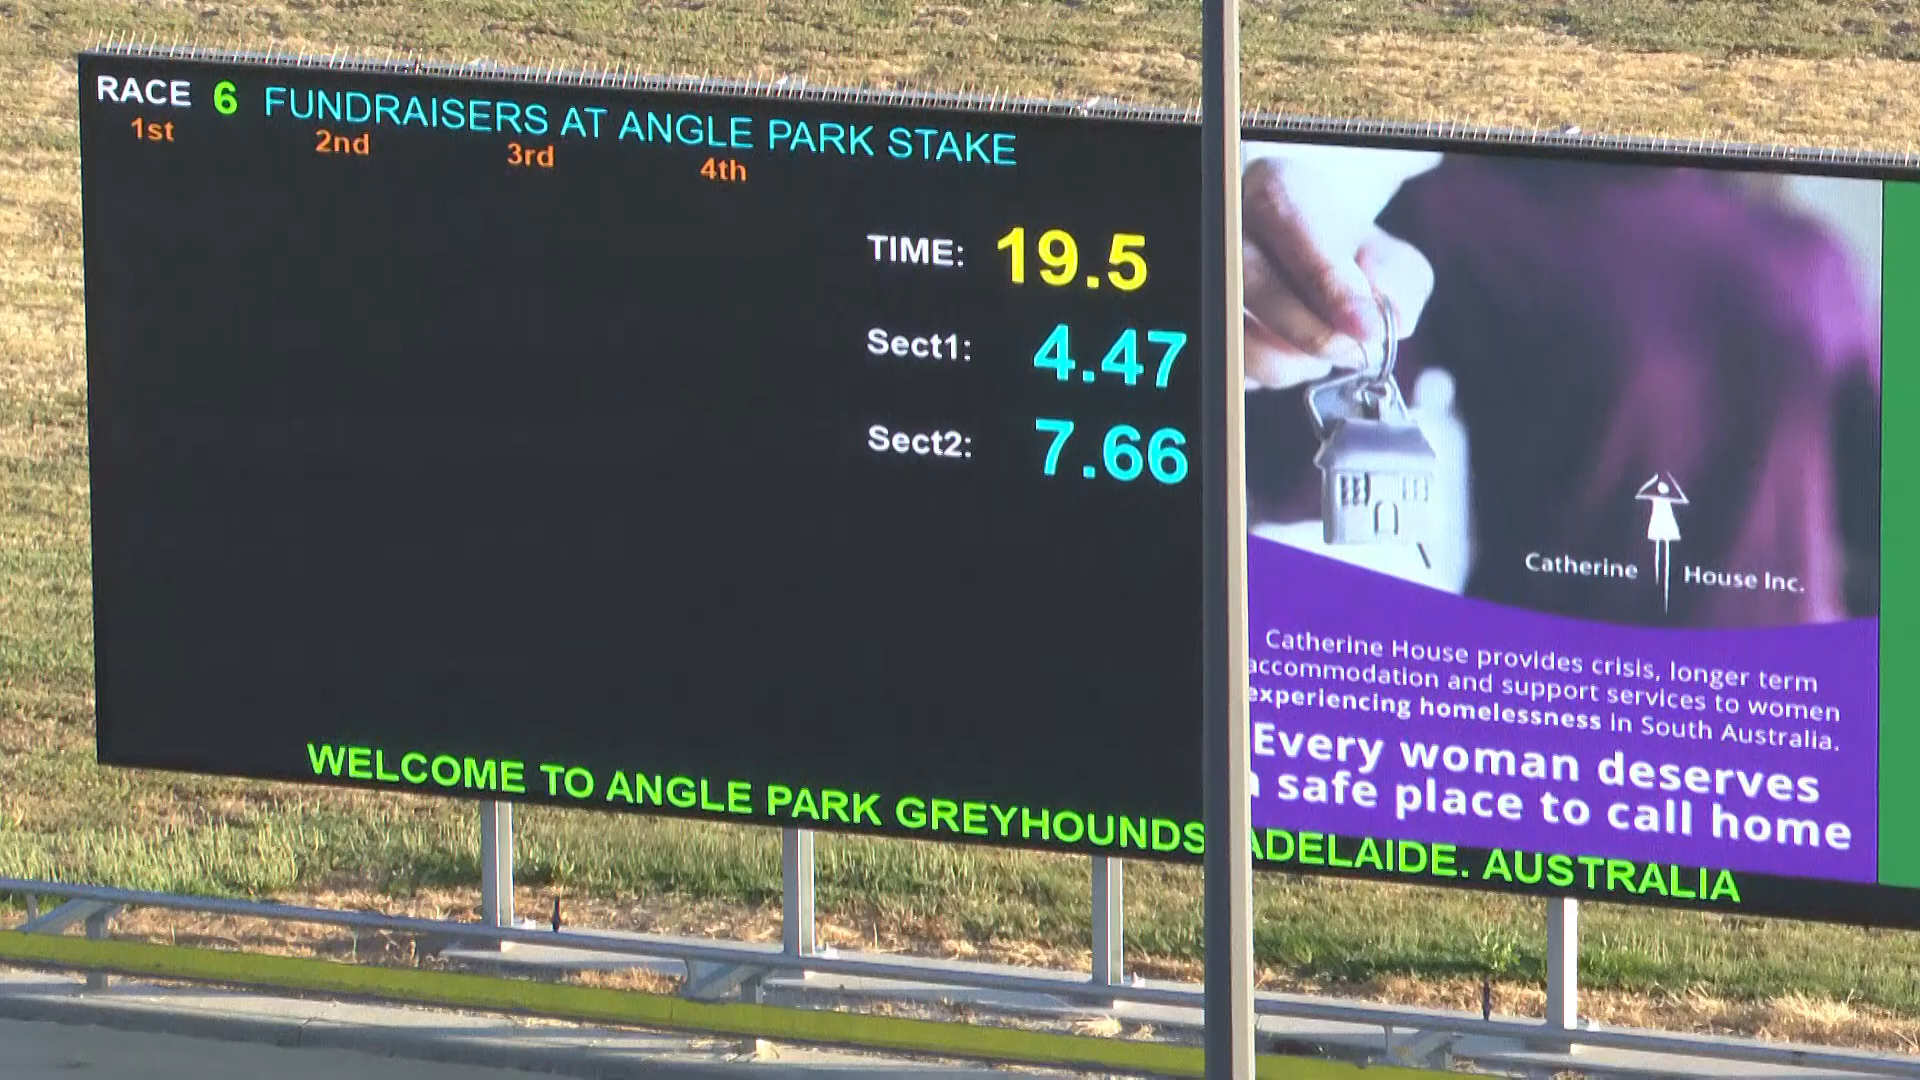 RACE 6 FUNDRAISERS AT ANGLE PARK STAKE
1st 2nd 3rd 4th
TIME: 19.5
Sect1: 4.47
Sect2: 7.66
WELCOME TO ANGLE PARK GREYHOUNDS ADELAIDE. AUSTRALIA
Catherine House Inc.
Catherine House provides crisis, longer term
accommodation and support services to women
experiencing homelessness in South Australia.
Every woman deserves
a safe place to call home